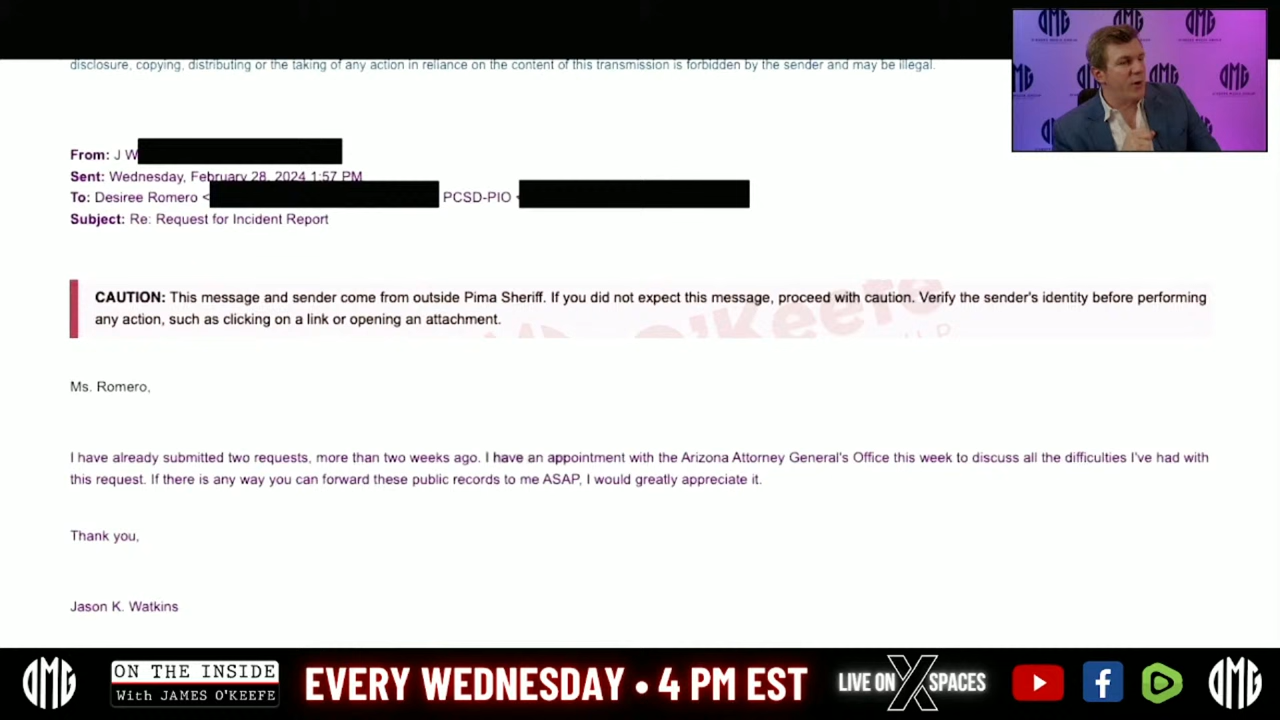 disclosure, copying, distributing or the taking of any action in reliance on the content of this transmission is forbidden by the sender and may be illegal.
OMG OMG OMG
OMG OMG
From: J W
Sent: Wednesday, February 28, 2024 1:57 PM
To: Desiree Romero < PCSD-PIO <
Subject: Re: Request for Incident Report
CAUTION: This message and sender come from outside Pima Sheriff. If you did not expect this message, proceed with caution. Verify the sender's identity before performing
any action, such as clicking on a link or opening an attachment.
O'Keefe
Ms. Romero,
I have already submitted two requests, more than two weeks ago. I have an appointment with the Arizona Attorney General's Office this week to discuss all the difficulties I've had with
this request. If there is any way you can forward these public records to me ASAP, I would greatly appreciate it.
Thank you,
Jason K. Watkins
OMG
ON THE INSIDE
With JAMES O'KEEFE
EVERY WEDNESDAY • 4 PM EST
LIVE ON X SPACES
OMG